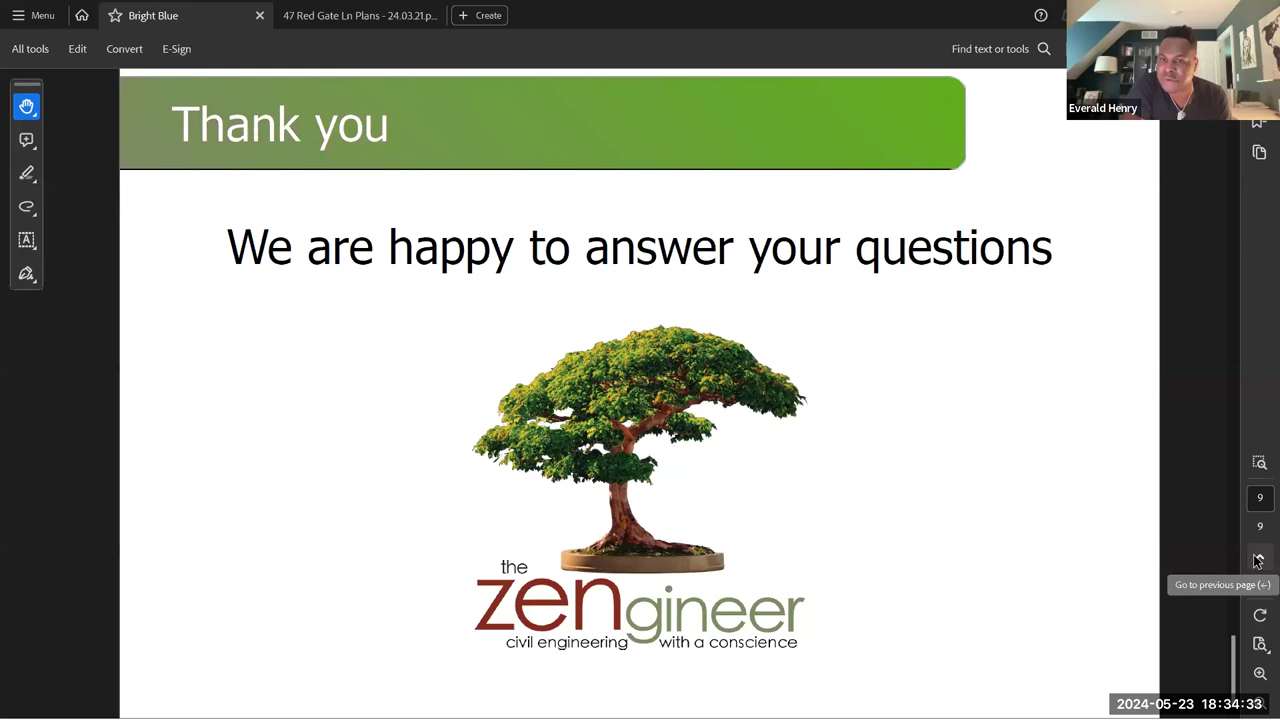 Menu
Bright Blue
47 Red Gate Ln Plans - 24.03.21.p...
Create
All tools
Edit
Convert
E-Sign
Find text or tools
Everald Henry
Thank you
We are happy to answer your questions
the
zengineer
civil engineering with a conscience
9
9
Go to previous page (←)
2024-05-23 18:34:33